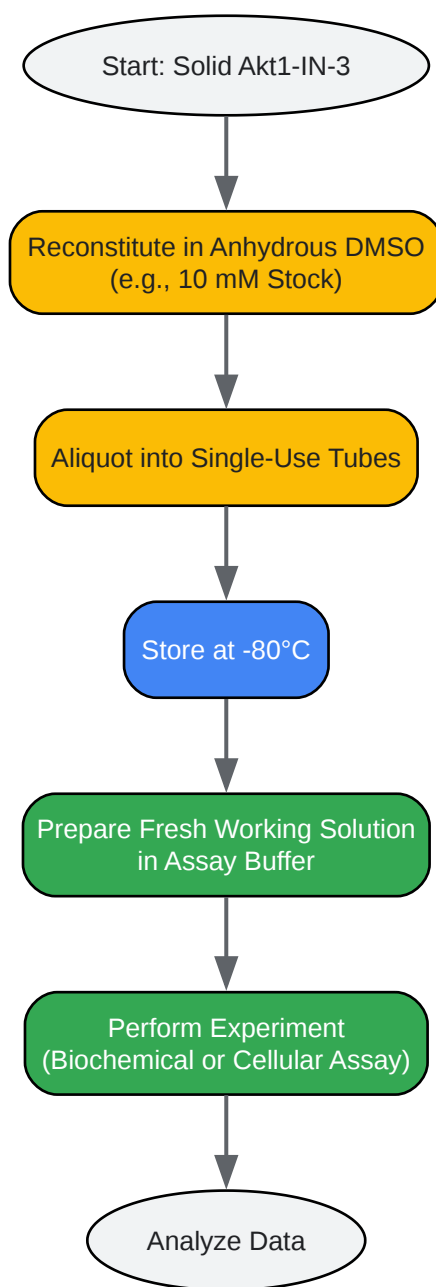 Start: Solid Akt1-IN-3
Reconstitute in Anhydrous DMSO
(e.g., 10 mM Stock)
Aliquot into Single-Use Tubes
Store at -80°C
Prepare Fresh Working Solution
in Assay Buffer
Perform Experiment
(Biochemical or Cellular Assay)
Analyze Data